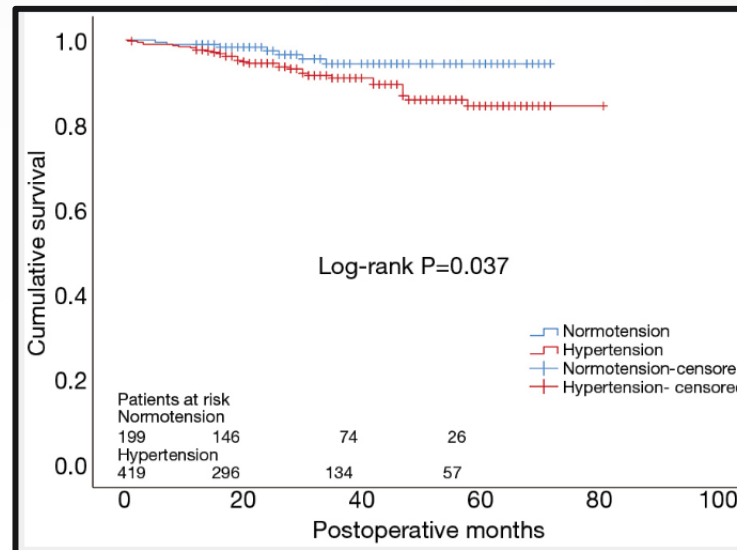 1.0
0.8
0.6
0.4
0.2
0.0
Cumulative survival
Log-rank P=0.037
Normotension
Hypertension
Normotension-censore
Hypertension- censored
Patients at risk
Normotension
199 146 74 26
Hypertension
419 296 134 57
0 20 40 60 80 100
Postoperative months